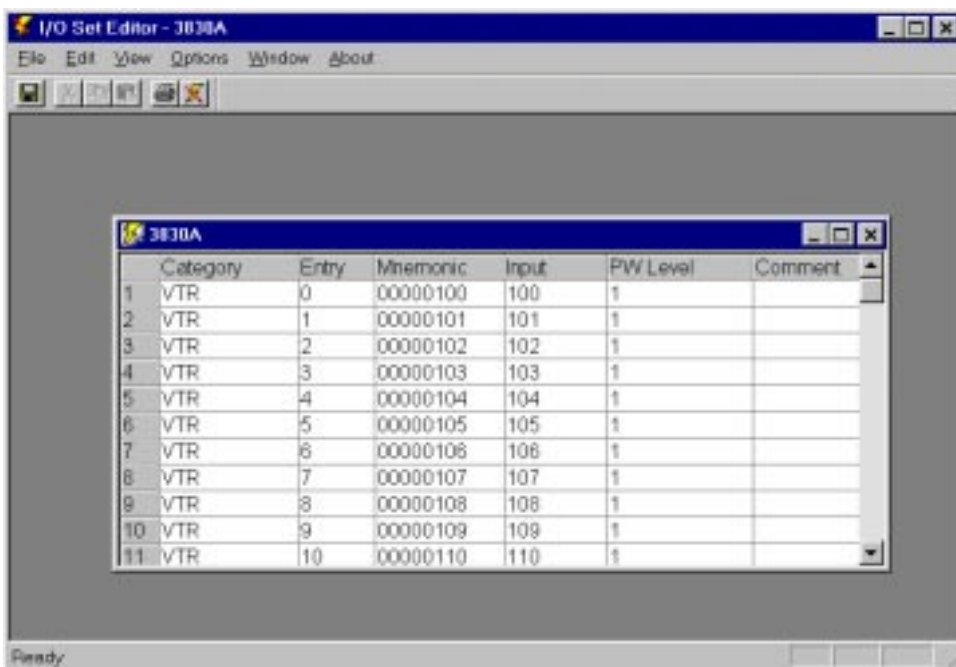 I/O Set Editor - 3830A
File Edit View Options Window About
3830A
Category Entry Mnemonic Input PW Level Comment
1 VTR 0 00000100 100 1
2 VTR 1 00000101 101 1
3 VTR 2 00000102 102 1
4 VTR 3 00000103 103 1
5 VTR 4 00000104 104 1
6 VTR 5 00000105 105 1
7 VTR 6 00000106 106 1
8 VTR 7 00000107 107 1
9 VTR 8 00000108 108 1
10 VTR 9 00000109 109 1
11 VTR 10 00000110 110 1
Ready